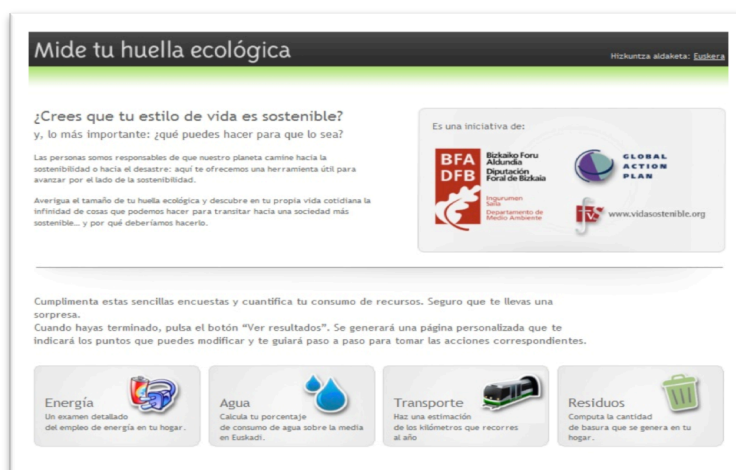 Mide tu huella ecológica
Hizkuntza aldaketa: Euskera
¿Crees que tu estilo de vida es sostenible?
y, lo más importante: ¿qué puedes hacer para que lo sea?
Las personas somos responsables de que nuestro planeta camine hacia la
sostenibilidad o hacia el desastre: aquí te ofrecemos una herramienta útil para
avanzar por el lado de la sostenibilidad.
Averigua el tamaño de tu huella ecológica y descubre en tu propia vida cotidiana la
infinidad de cosas que podemos hacer para transitar hacia una sociedad más
sostenible... y por qué deberíamos hacerlo.
Es una iniciativa de:
BFA
DFB
Bizkaiko Foru
Aldundia
Diputación
Foral de Bizkaia
Ingurumen
Saila
Departamento de
Medio Ambiente
GLOBAL
ACTION
PLAN
fvs
www.vidasostenible.org
Cumplimenta estas sencillas encuestas y cuantifica tu consumo de recursos. Seguro que te llevas una
sorpresa.
Cuando hayas terminado, pulsa el botón "Ver resultados". Se generará una página personalizada que te
indicará los puntos que puedes modificar y te guiará paso a paso para tomar las acciones correspondientes.
Energía
Un examen detallado
del empleo de energía en tu hogar.
Agua
Calcula tu porcentaje
de consumo de agua sobre la media
en Euskadi.
Transporte
Haz una estimación
de los kilómetros que recorres
al año
Residuos
Computa la cantidad
de basura que se genera en tu
hogar.